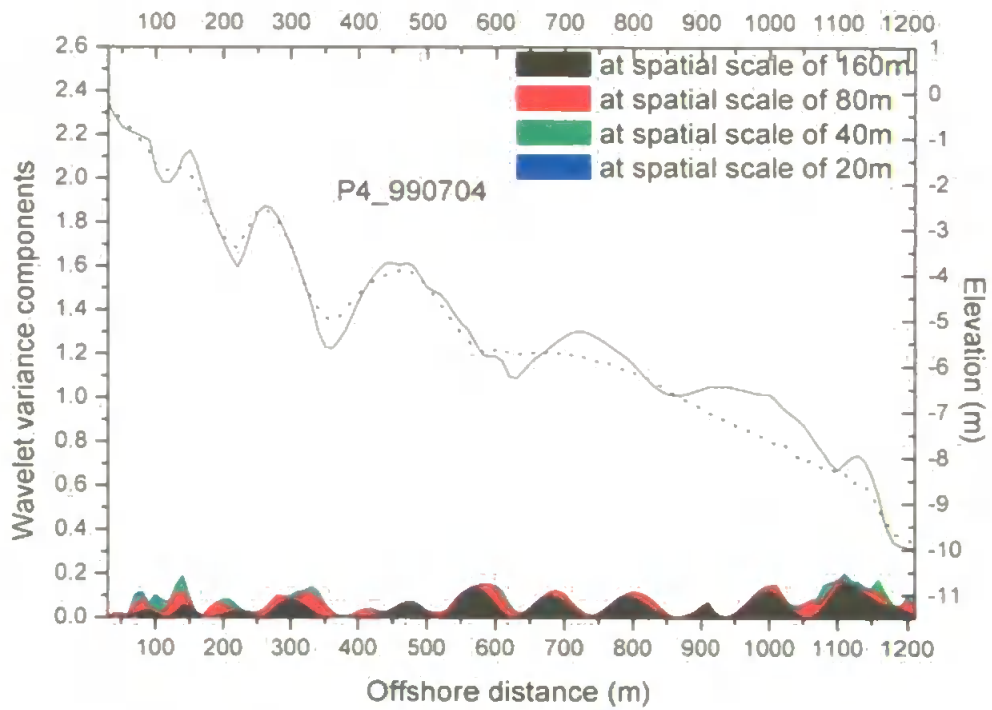 100 200 300 400 500 600 700 800 900 1000 1100 1200
2.6
2.4
2.2
2.0
1.8
1.6
1.4
1.2
1.0
0.8
0.6
0.4
0.2
0.0
Wavelet variance components
at spatial scale of 160m
at spatial scale of 80m
at spatial scale of 40m
at spatial scale of 20m
P4_990704
1
0
-1
-2
-3
-4
-5
-6
-7
-8
-9
-10
-11
Elevation (m)
100 200 300 400 500 600 700 800 900 1000 1100 1200
Offshore distance (m)